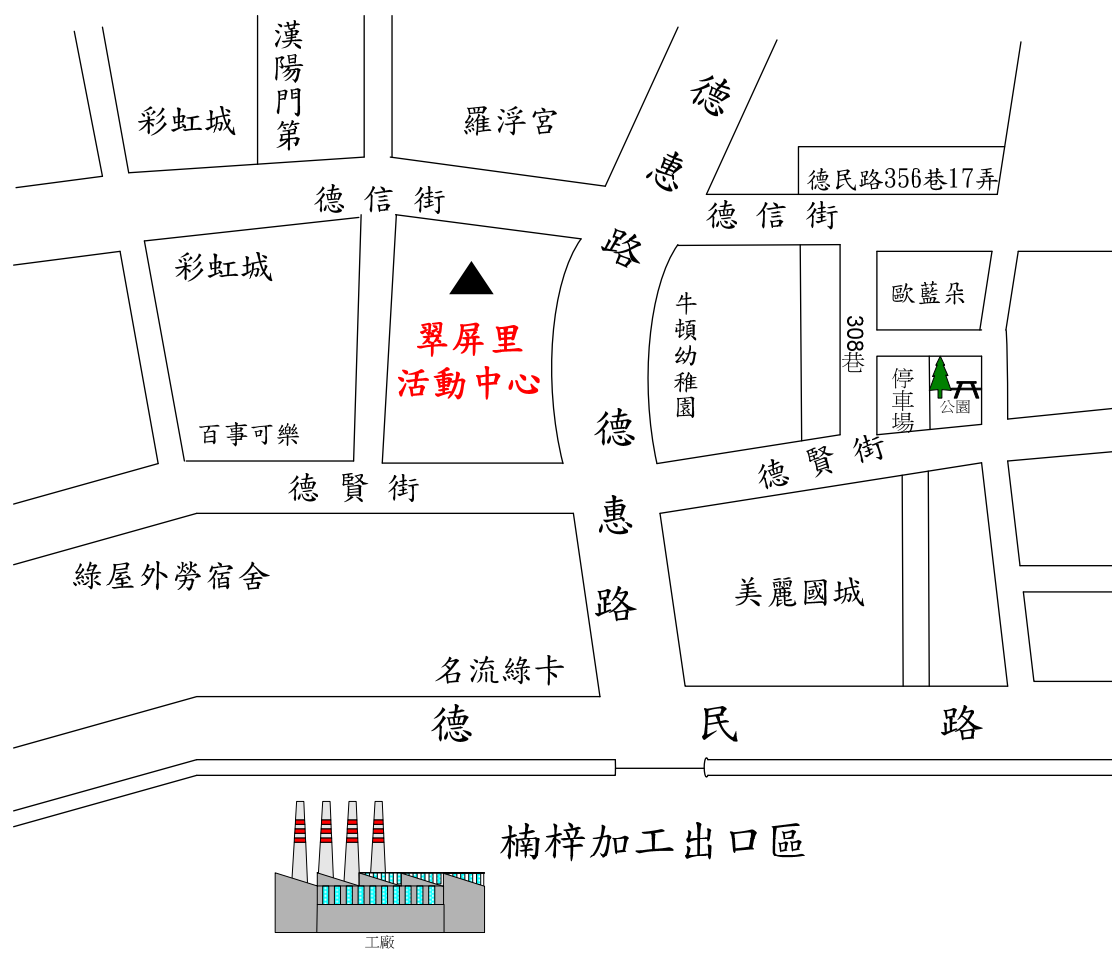 漢陽門第
彩虹城
羅浮宮
德惠路
德民路356巷17弄
德信街
德信街
彩虹城
翠屏里
活動中心
牛頓幼稚園
308巷
歐藍朵
停車場
公園
百事可樂
德賢街
德賢街
德惠路
綠屋外勞宿舍
美麗國城
名流綠卡
德民路
楠梓加工出口區
工廠